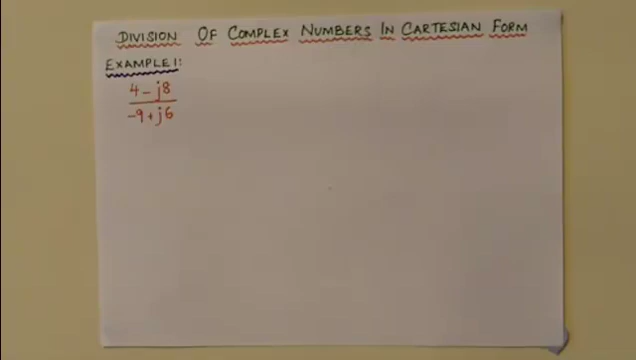 DIVISION OF COMPLEX NUMBERS IN CARTESIAN FORM
EXAMPLE 1:
4 - j8
-9 + j6